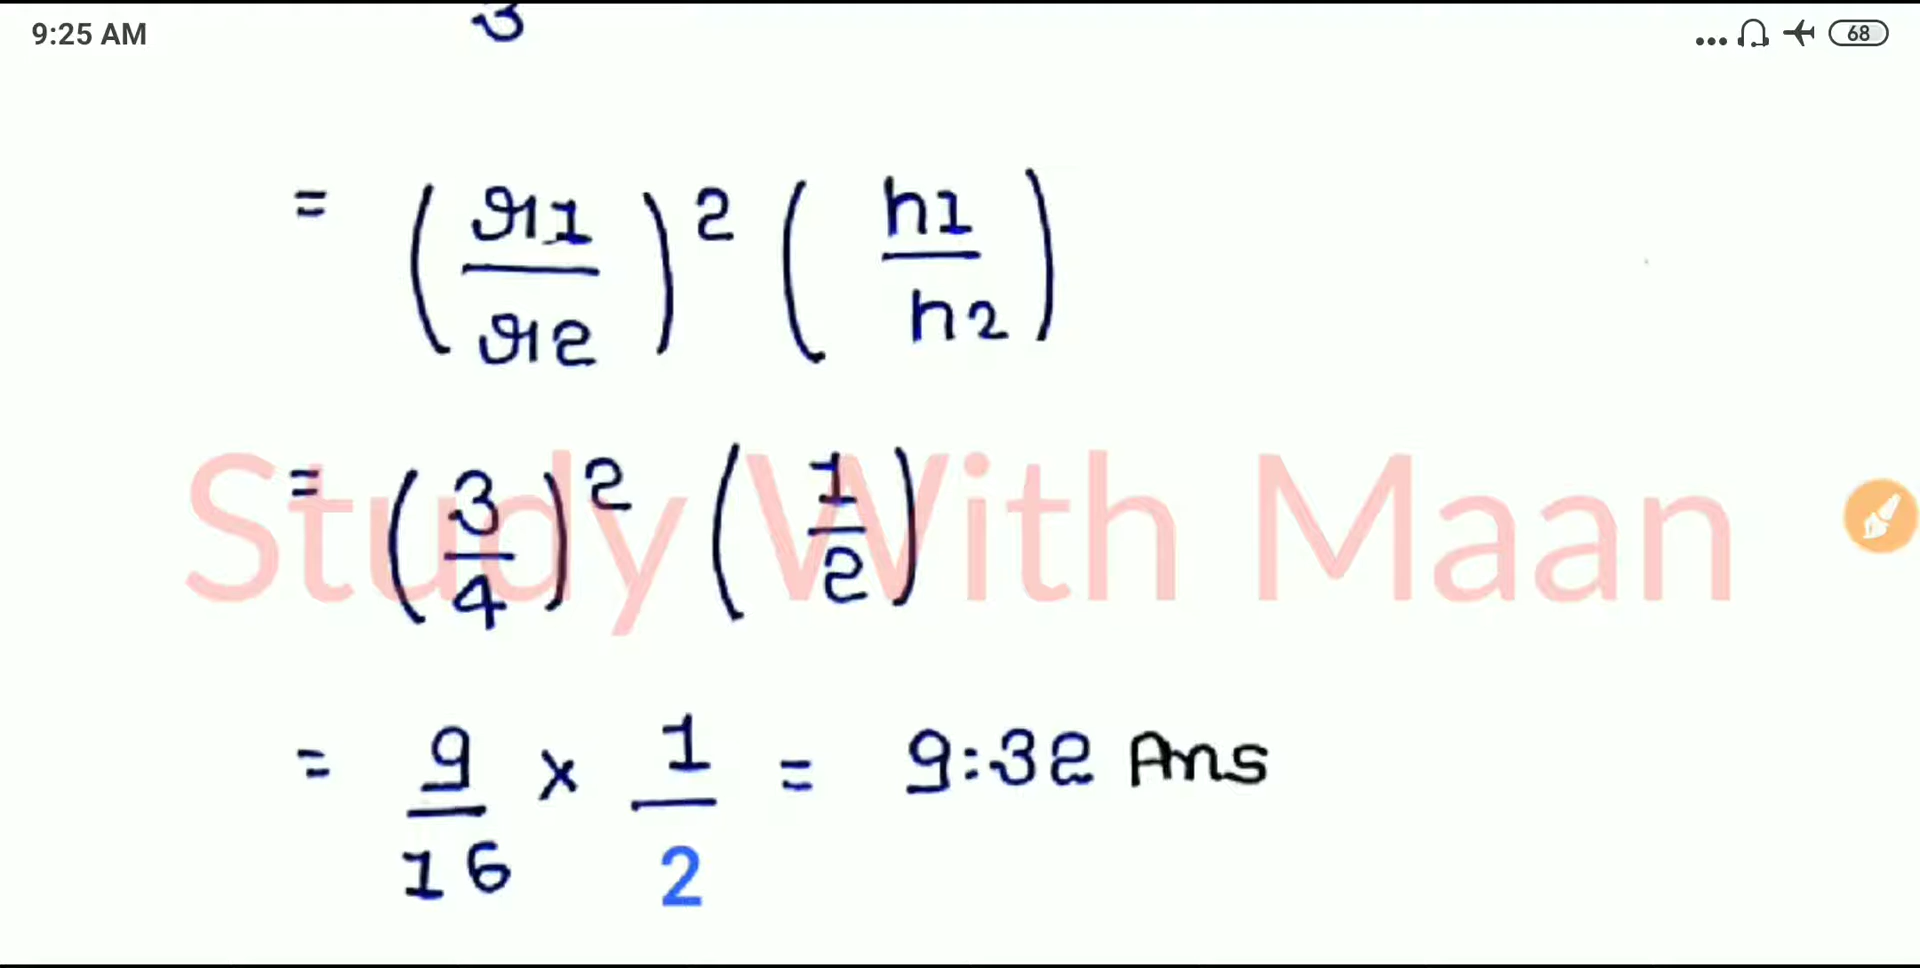 9:25 AM
68
3
= (r1/r2)2 (h1/h2)
= (3/4)2 (1/2)
Study With Maan
= 9/16 x 1/2 = 9:32 Ans